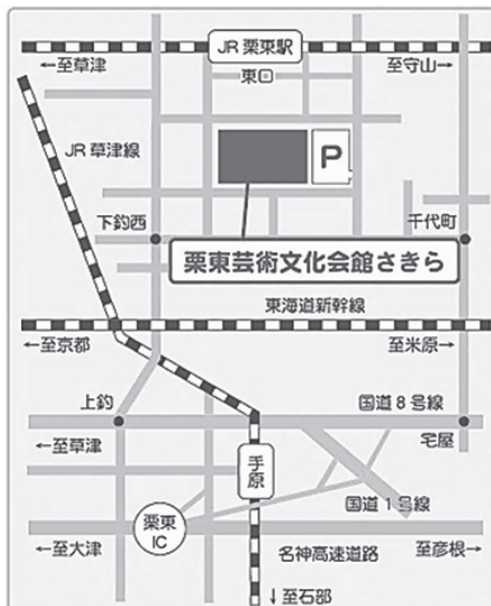 JR 栗東駅
←至草津
東口
至守山→
JR 草津線
P
下鈎西
千代町
栗東芸術文化会館さきら
東海道新幹線
←至京都
至米原→
上鈎
国道8号線
←至草津
宅屋
手原
国道1号線
栗東
IC
←至大津
名神高速道路
至彦根→
↓至石部